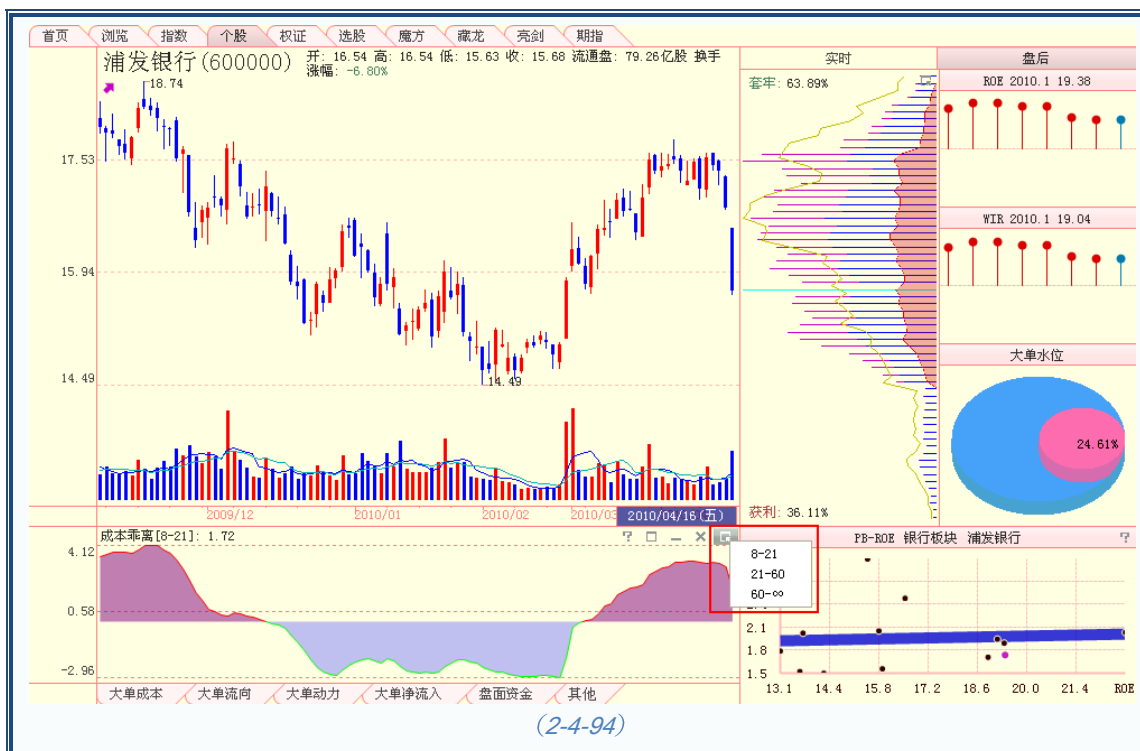 首页 浏览 指数 个股 权证 选股 魔方 藏龙 亮剑 期指
浦发银行(600000) 开: 16.54 高: 16.54 低: 15.63 收: 15.68 流通盘: 79.26亿股 换手
涨幅: -6.80%
18.74
17.53
15.94
14.49
14.49
2009/12 2010/01 2010/02 2010/03 2010/04/16(五)
实时 盘后
套牢: 63.89%
获利: 36.11%
ROE 2010.1 19.38
WIR 2010.1 19.04
大单水位
24.61%
成本乖离[8-21]: 1.72
4.12
0.58
-2.96
8-21
21-60
60-∞
PB-ROE 银行板块 浦发银行
2.1
1.8
1.5
13.1 14.4 15.8 17.2 18.6 20.0 21.4 ROE
大单成本 大单流向 大单动力 大单净流入 盘面资金 其他
(2-4-94)